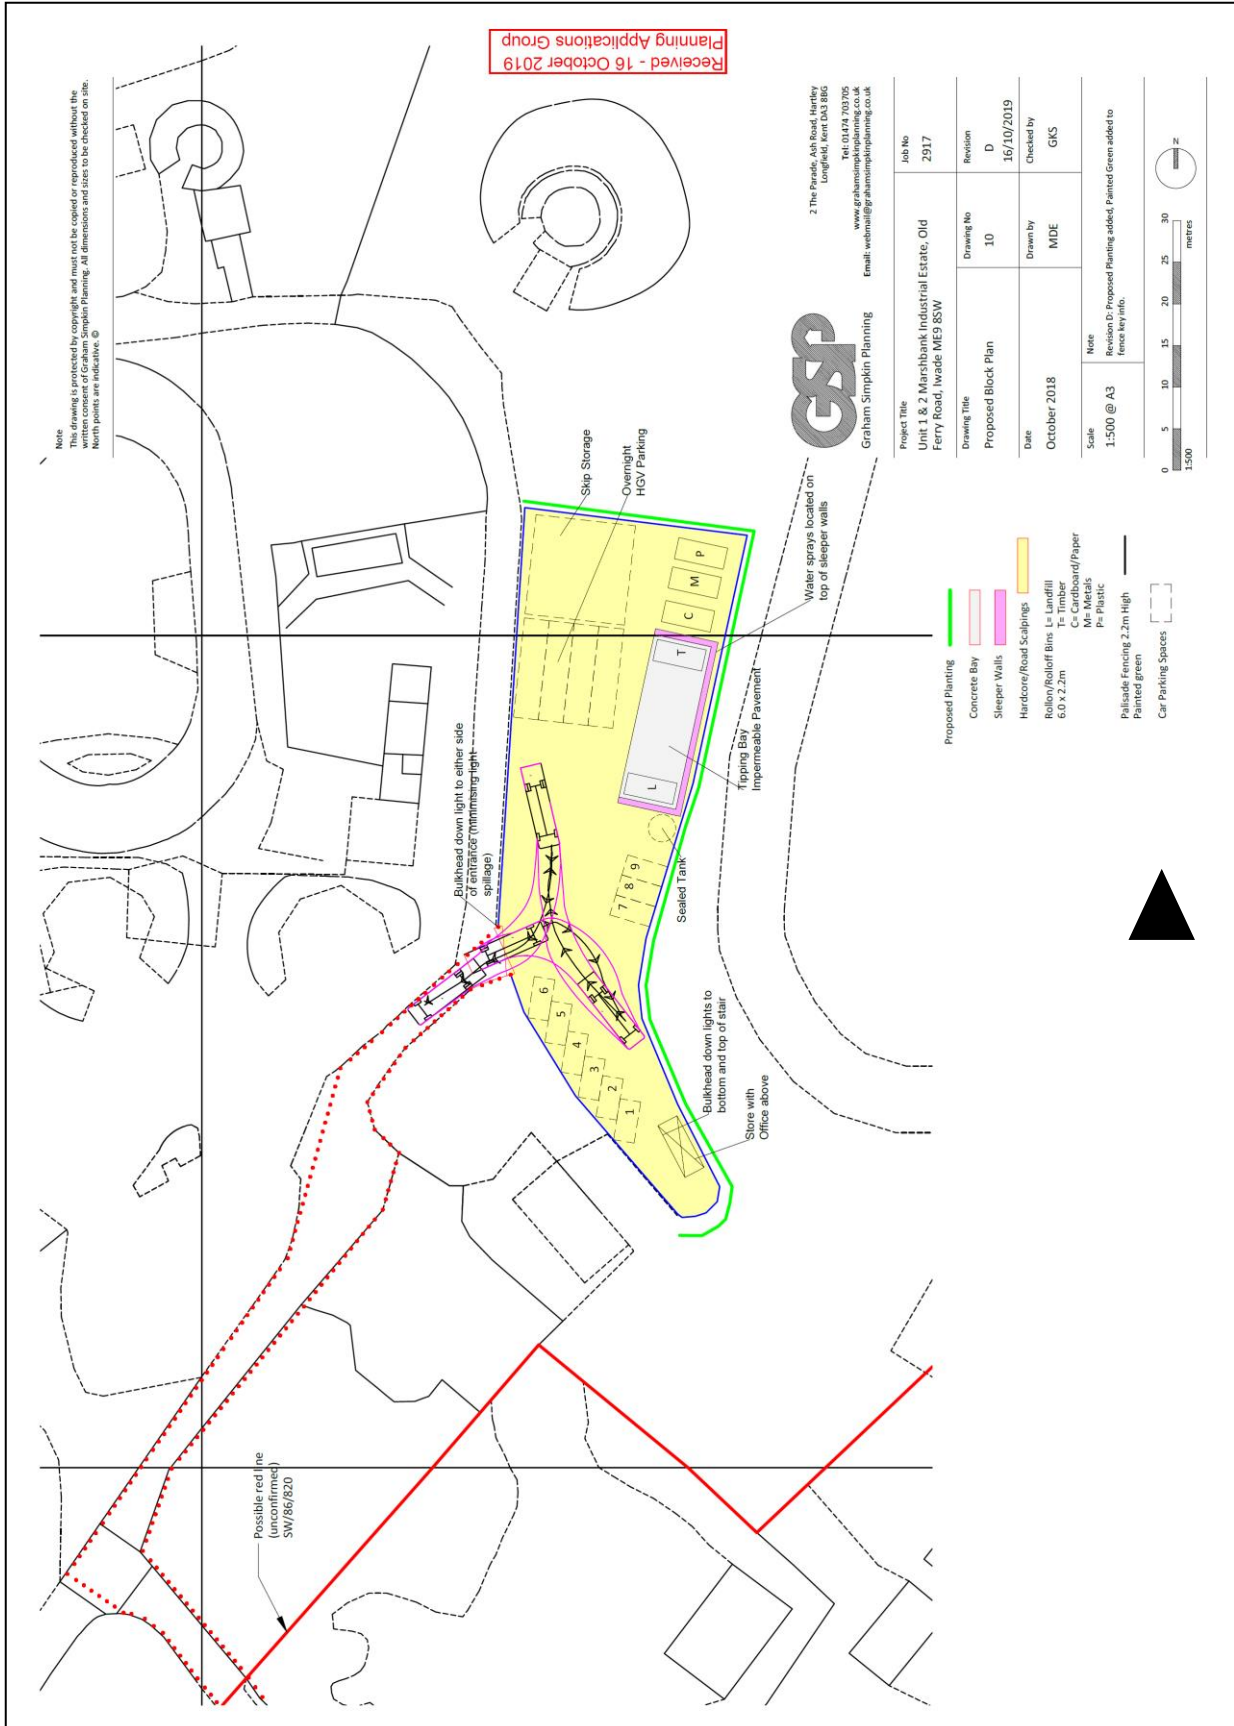 Received - 16 October 2019
Planning Applications Group
Note
This drawing is protected by copyright and must not be copied or reproduced without the
written consent of Graham Simpkin Planning. All dimensions and sizes to be checked on site.
North points are indicative. ©
Skip Storage
Overnight
HGV Parking
Bulkhead down light to either side
of entrance (minimising light
spillage)
Water sprays located on
top of sleeper walls
Tipping Bay
Impermeable Pavement
Sealed Tank
Bulkhead down lights to
bottom and top of stair
Store with
Office above
Possible red line
(unconfirmed)
SW/86/820
P
M
C
T
L
9
8
7
6
5
4
3
2
1
GSP
Graham Simpkin Planning
2 The Parade, Ash Road, Hartley
Longfield, Kent DA3 8BG
Tel: 01474 703705
www.grahamsimpkinplanning.co.uk
Email: webmail@grahamsimpkinplanning.co.uk
Project Title
Unit 1 & 2 Marshbank Industrial Estate, Old
Ferry Road, Iwade ME9 8SW
Job No
2917
Drawing Title
Proposed Block Plan
Drawing No
10
Revision
D
16/10/2019
Date
October 2018
Drawn by
MDE
Checked by
GKS
Scale
1:500 @ A3
Note
Revision D: Proposed Planting added, Painted Green added to
fence key info.
0 5 10 15 20 25 30
1:500 metres
N
Proposed Planting
Concrete Bay
Sleeper Walls
Hardcore/Road Scalpings
Rollon/Rolloff Bins L= Landfill
6.0 x 2.2m T= Timber
C= Cardboard/Paper
M= Metals
P= Plastic
Palisade Fencing 2.2m High
Painted green
Car Parking Spaces